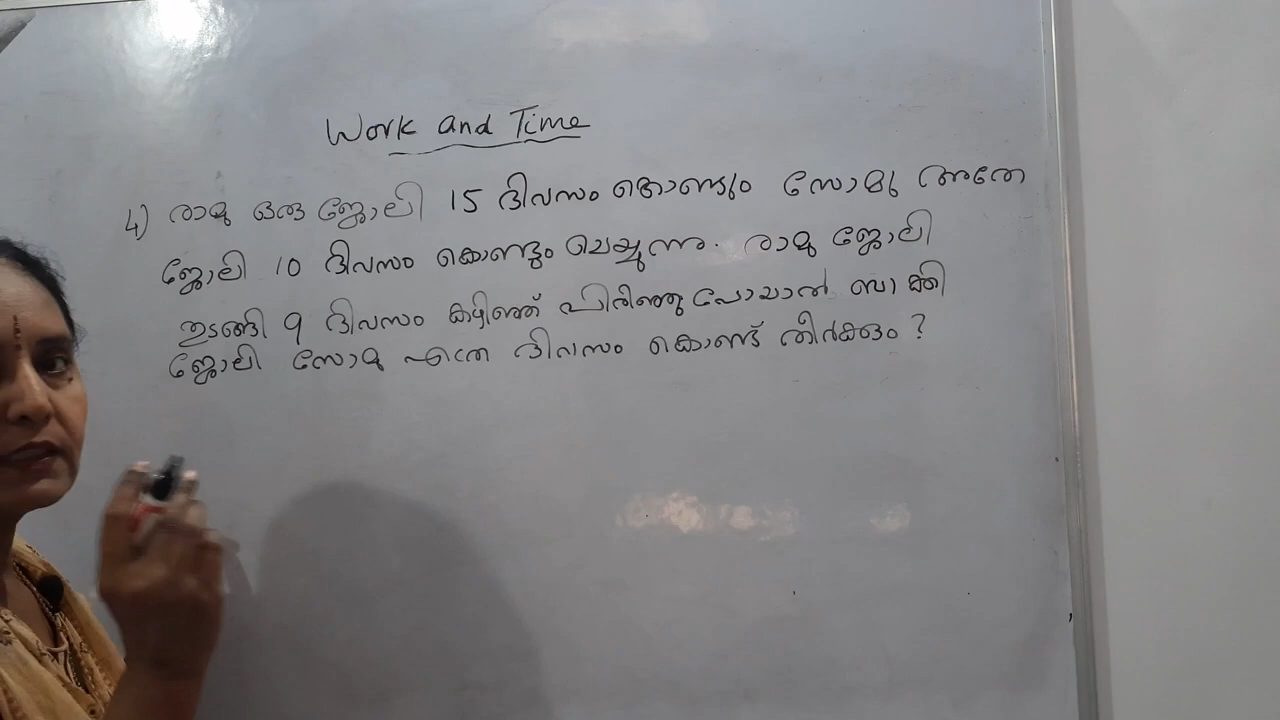 Work and Time
4) രാമു ഒരു ജോലി 15 ദിവസം കൊണ്ടും സോമു അതേ
ജോലി 10 ദിവസം കൊണ്ടും ചെയ്യുന്നു. രാമു ജോലി
തുടങ്ങി 9 ദിവസം കഴിഞ്ഞ് പിരിഞ്ഞു പോയാൽ ബാക്കി
ജോലി സോമു എത്ര ദിവസം കൊണ്ട് തീർക്കും?